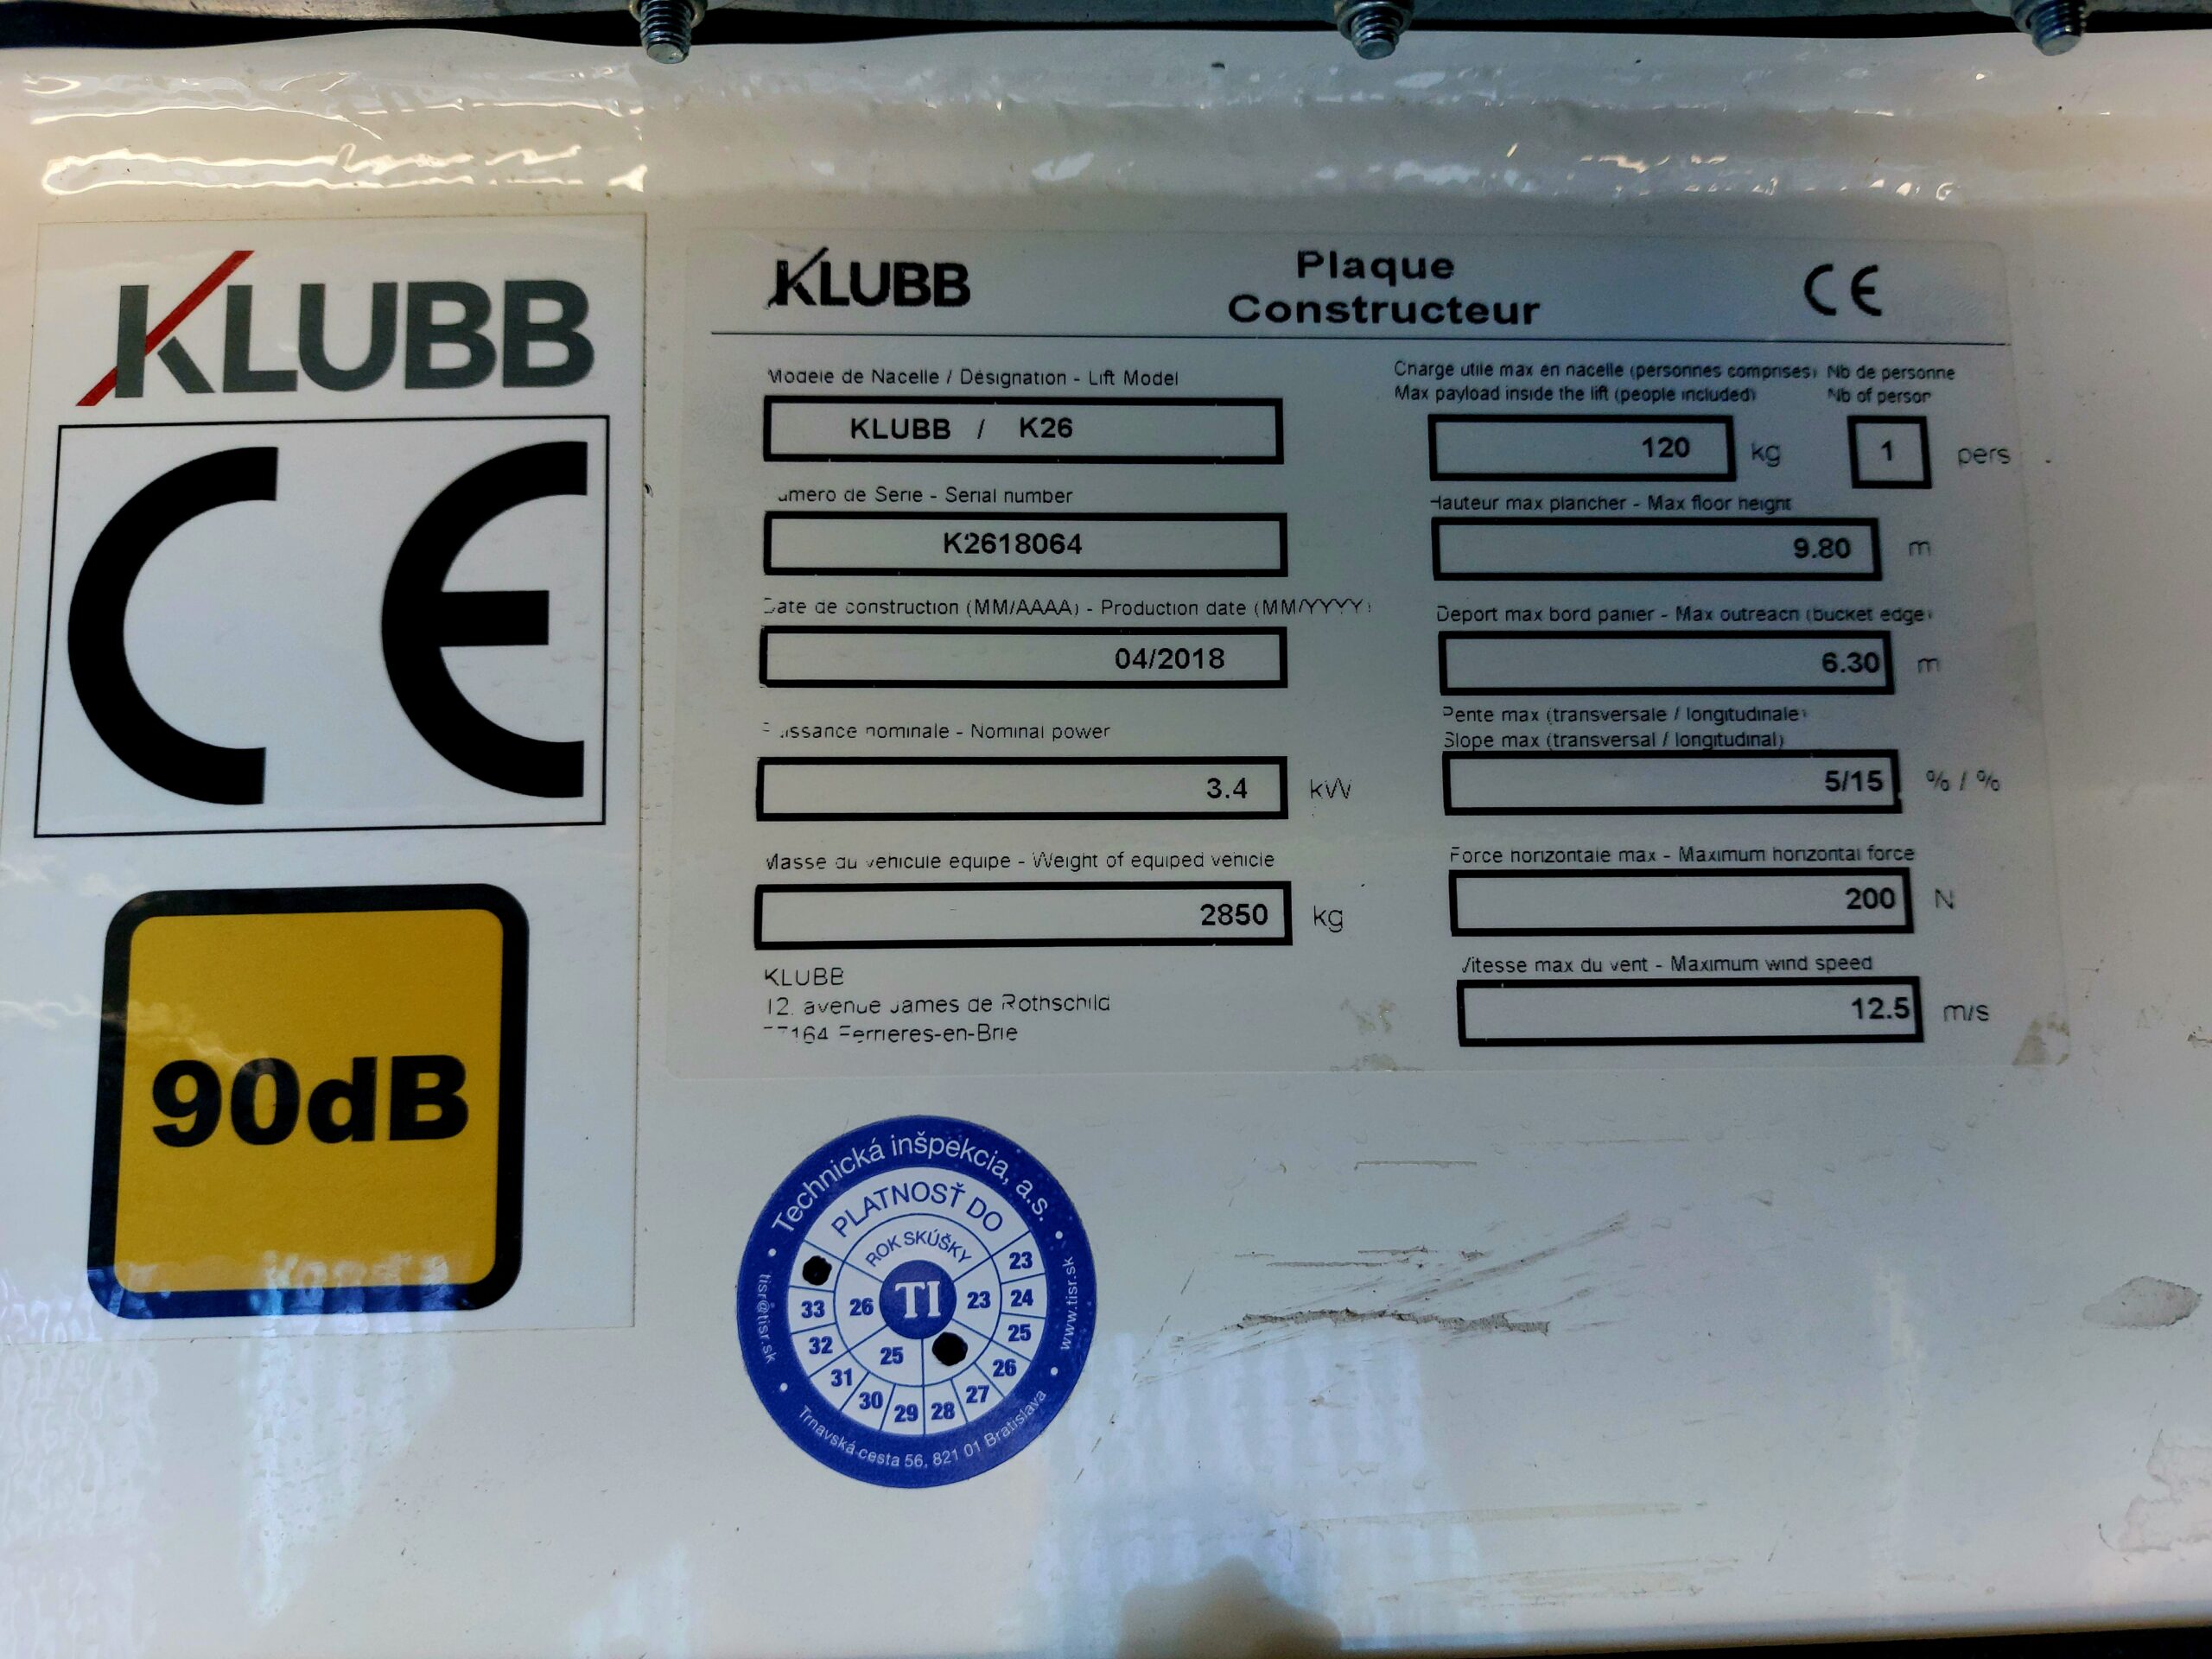 KLUBB
CE
90dB
KLUBB
Plaque
Constructeur
CE
Modele de Nacelle / Désignation - Lift Model
KLUBB / K26
Serie - Serial number
K2618064
Date de construction (MM/AAAA) - Production date (MM/YYYY)
04/2018
nominale - Nominal power
3.4 kW
Masse du vehicule equipe - Weight of equiped vehicle
2850 kg
KLUBB
12, avenue James de Rothschild
Ferrieres-en-Brie
Charge utile max en nacelle (personnes comprises) Nb de personne
Max payload inside the lift (people included) Nb of person
120 kg 1 pers
Hauteur max plancher - Max floor height
9.80 m
Deport max bord panier - Max outreach (bucket edge)
6.30 m
Pente max (transversale / longitudinale)
Slope max (transversal / longitudinal)
5/15 % / %
Force horizontale max - Maximum horizontal force
200 N
Vitesse max du vent - Maximum wind speed
12.5 m/s
Technická inšpekcia, a.s.
PLATNOSŤ DO
ROK SKÚŠKY
TI
23 25 26
23 24 25 26 27 28 29 30 31 32 33
tisr@tisr.sk
www.tisr.sk
Trnavská cesta 56, 821 01 Bratislava